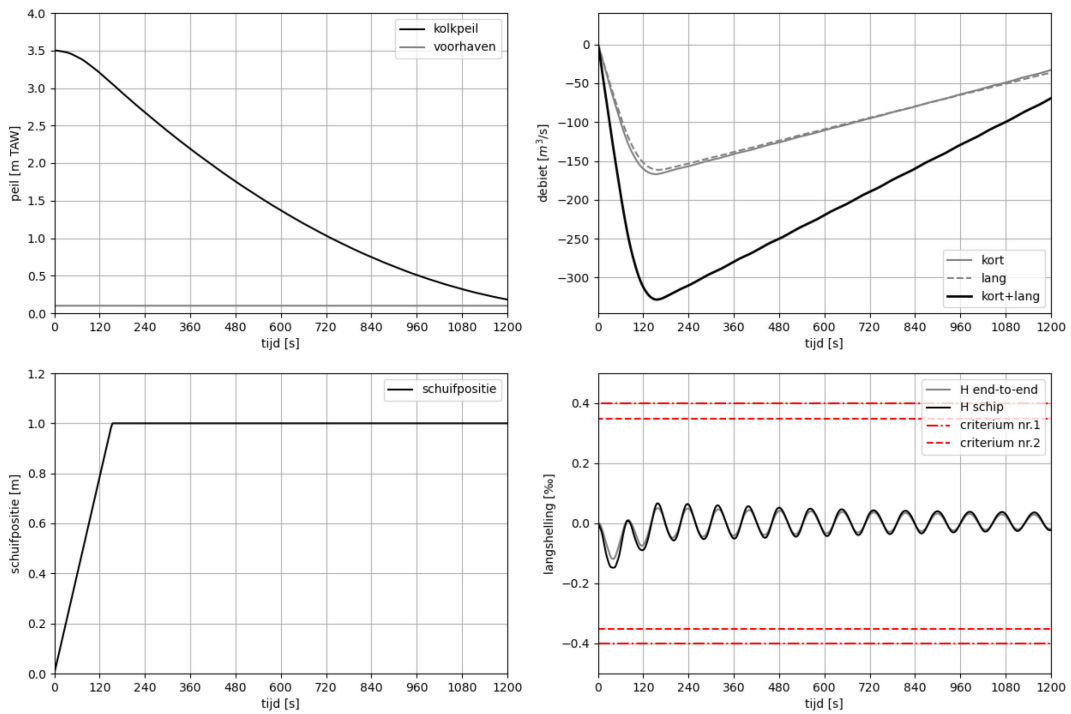 4.0
3.5
3.0
2.5
2.0
1.5
1.0
0.5
0.0
peil [m TAW]
kolkpeil
voorhaven
0 120 240 360 480 600 720 840 960 1080 1200
tijd [s]
0
−50
−100
−150
−200
−250
−300
debiet [m³/s]
kort
lang
kort+lang
0 120 240 360 480 600 720 840 960 1080 1200
tijd [s]
1.2
1.0
0.8
0.6
0.4
0.2
0.0
schuifpositie [m]
schuifpositie
0 120 240 360 480 600 720 840 960 1080 1200
tijd [s]
0.4
0.2
0.0
−0.2
−0.4
langshelling [‰]
H end-to-end
H schip
criterium nr.1
criterium nr.2
0 120 240 360 480 600 720 840 960 1080 1200
tijd [s]